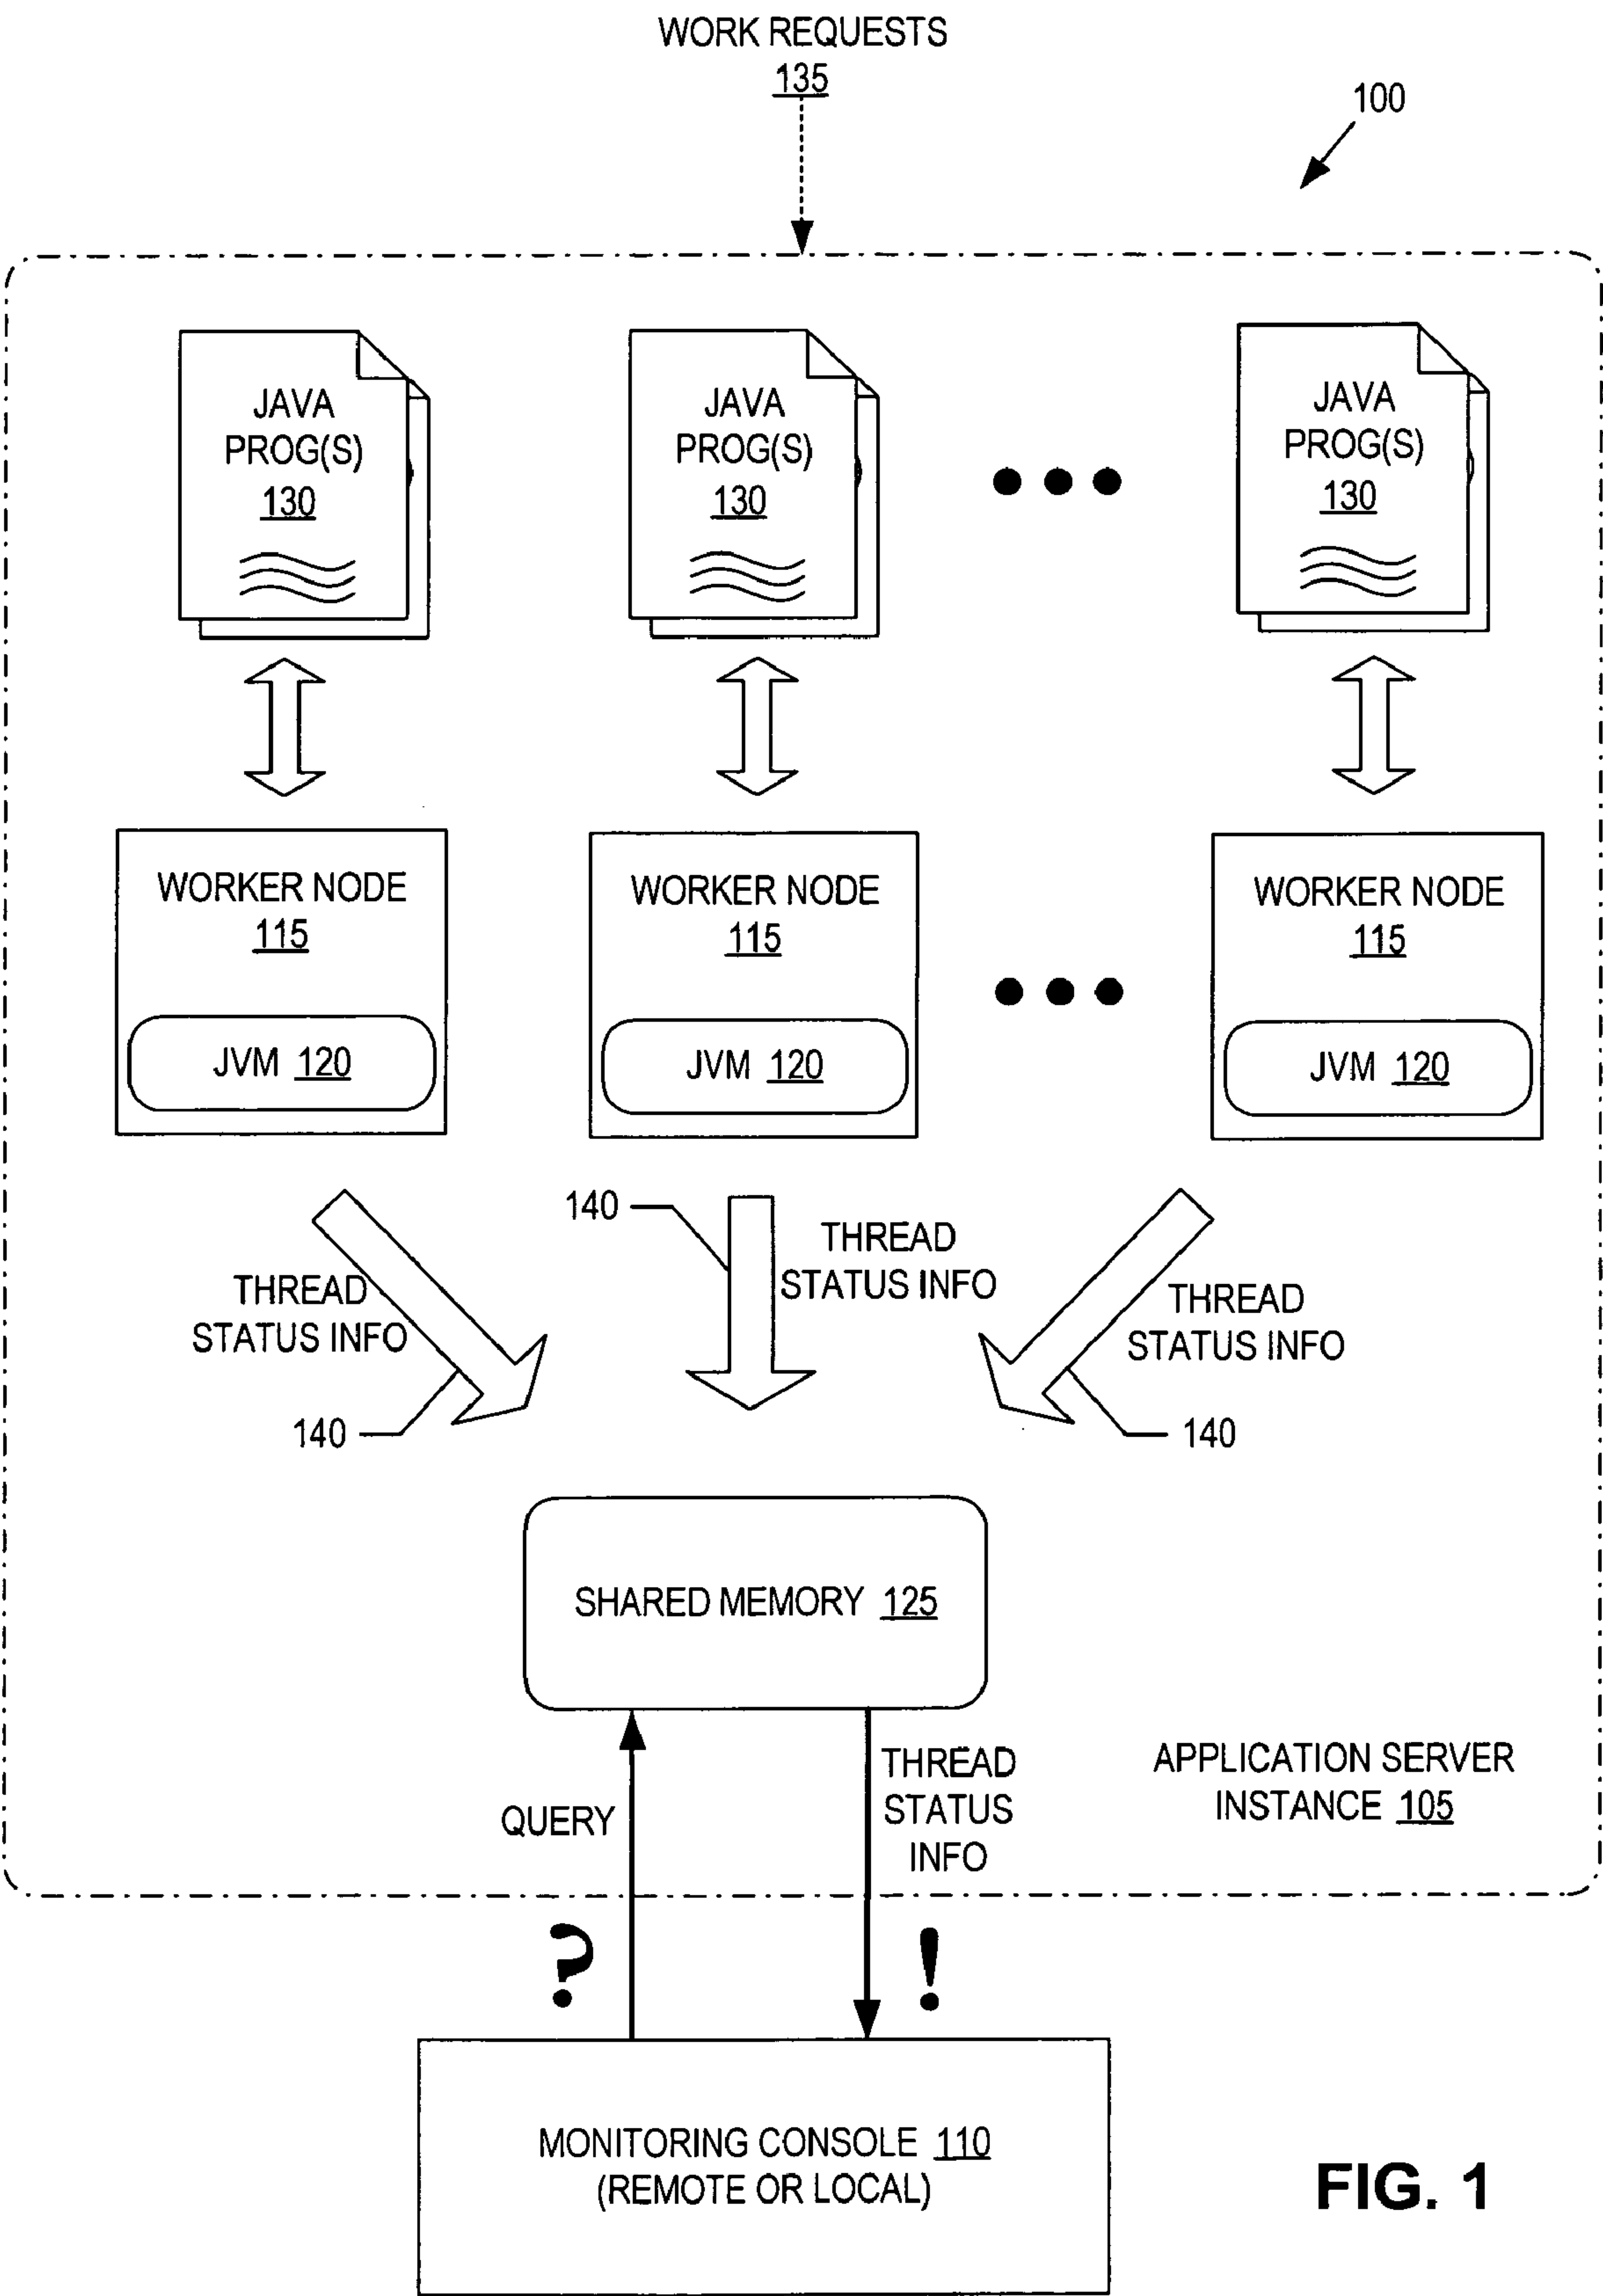 WORK REQUESTS
135
100
JAVA
PROG(S)
130
JAVA
PROG(S)
130
JAVA
PROG(S)
130
WORKER NODE
115
JVM 120
WORKER NODE
115
JVM 120
WORKER NODE
115
JVM 120
THREAD
STATUS INFO
140
140
THREAD
STATUS INFO
THREAD
STATUS INFO
140
SHARED MEMORY 125
QUERY
THREAD
STATUS
INFO
APPLICATION SERVER
INSTANCE 105
?
!
MONITORING CONSOLE 110
(REMOTE OR LOCAL)
FIG. 1